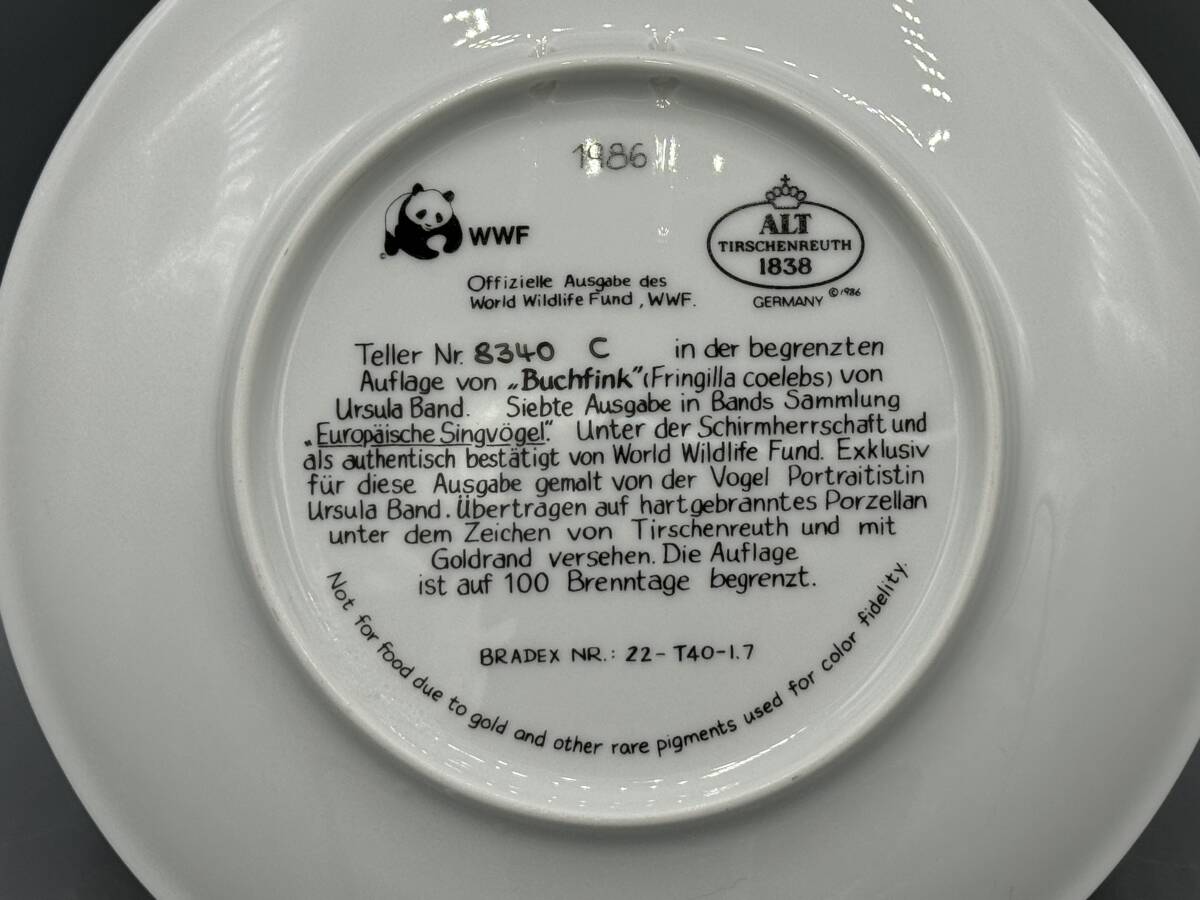 1986
WWF
©
ALT
TIRSCHENREUTH
1838
GERMANY ©1986
Offizielle Ausgabe des
World Wildlife Fund, WWF.
Teller Nr. 8340 C in der begrenzten
Auflage von „Buchfink” (Fringilla coelebs) von
Ursula Band. Siebte Ausgabe in Bands Sammlung
„Europäische Singvögel”. Unter der Schirmherrschaft und
als authentisch bestätigt von World Wildlife Fund. Exklusiv
für diese Ausgabe gemalt von der Vogel Portraitistin
Ursula Band. Übertragen auf hartgebranntes Porzellan
unter dem Zeichen von Tirschenreuth und mit
Goldrand versehen. Die Auflage
ist auf 100 Brenntage begrenzt.
BRADEX NR.: 22-T40-1.7
Not for food due to gold and other rare pigments used for color fidelity.